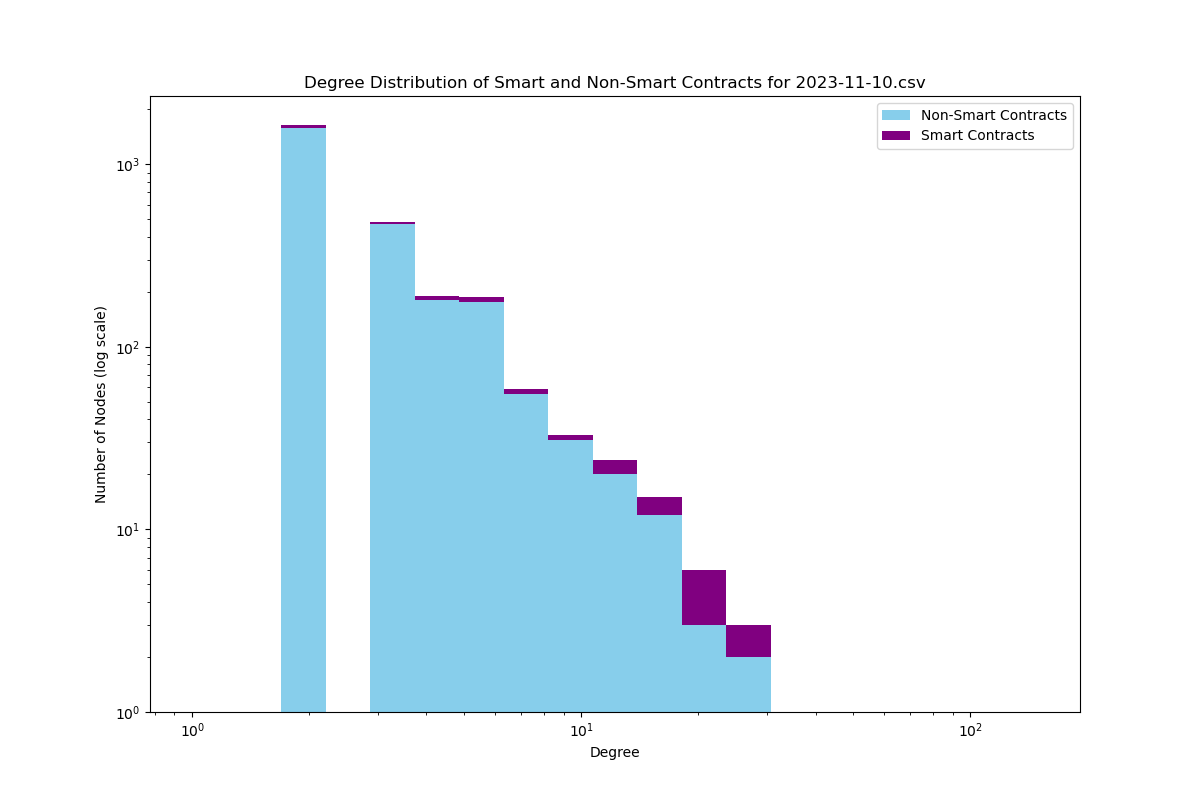 Degree Distribution of Smart and Non-Smart Contracts for 2023-11-10.csv
Non-Smart Contracts
Smart Contracts
Number of Nodes (log scale)
10³
10²
10¹
10⁰
10⁰ 10¹ 10²
Degree